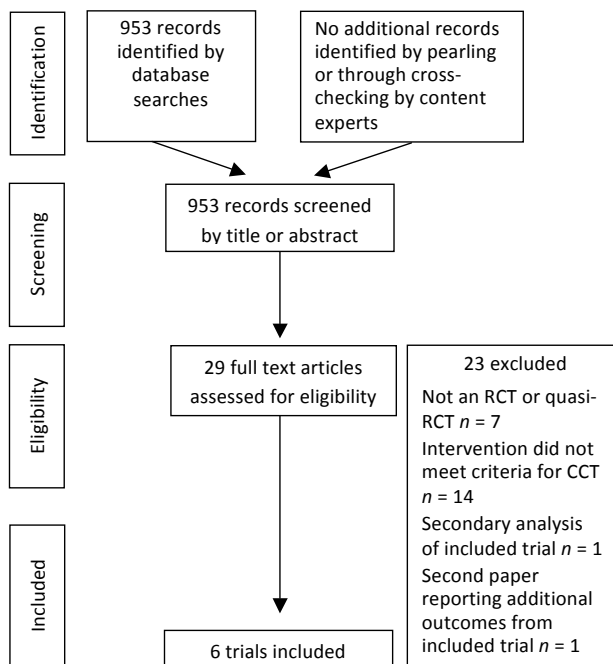 Identification
953 records
identified by
database
searches
No additional records
identified by pearling
or through cross-
checking by content
experts
Screening
953 records screened
by title or abstract
Eligibility
29 full text articles
assessed for eligibility
23 excluded
Not an RCT or quasi-
RCT n = 7
Intervention did not
meet criteria for CCT
n = 14
Secondary analysis
of included trial n = 1
Second paper
reporting additional
outcomes from
included trial n = 1
Included
6 trials included